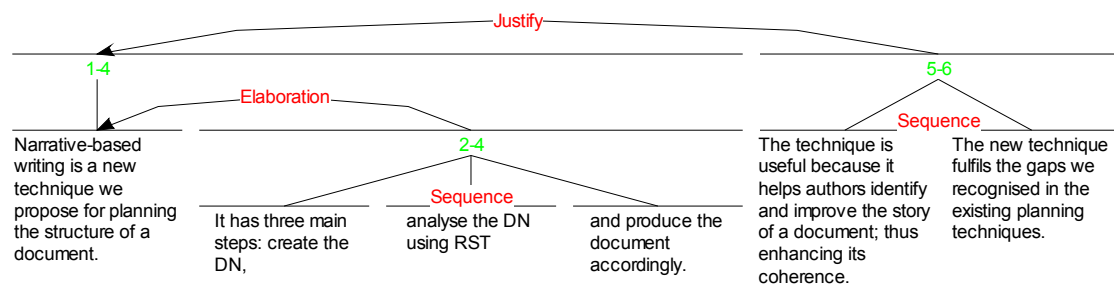 Justify
1-4
5-6
Elaboration
Narrative-based
writing is a new
technique we
propose for planning
the structure of a
document.
2-4
Sequence
It has three main
steps: create the
DN,
analyse the DN
using RST
and produce the
document
accordingly.
Sequence
The technique is
useful because it
helps authors identify
and improve the story
of a document; thus
enhancing its
coherence.
The new technique
fulfils the gaps we
recognised in the
existing planning
techniques.